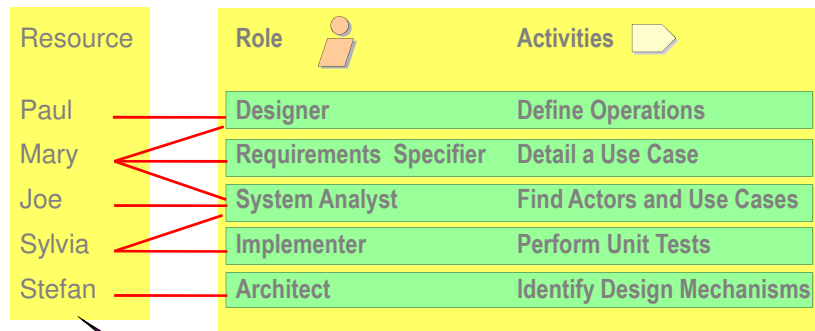 Resource Role Activities
Paul Designer Define Operations
Mary Requirements Specifier Detail a Use Case
Joe System Analyst Find Actors and Use Cases
Sylvia Implementer Perform Unit Tests
Stefan Architect Identify Design Mechanisms